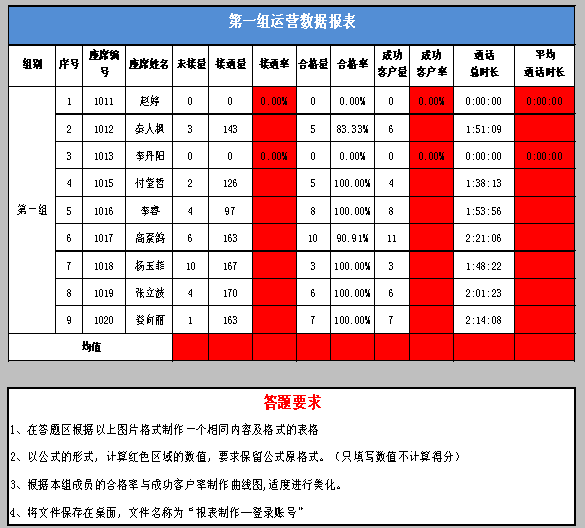 第一组运营数据报表
组别 序号 座席编号 座席姓名 未接量 接通量 接通率 合格量 合格率 成功客户量 成功客户率 通话总时长 平均通话时长
第一组
1 1011 赵婷 0 0 0.00% 0 0.00% 0 0.00% 0:00:00 0:00:00
2 1012 秦人枫 3 143 5 83.33% 6 1:51:09
3 1013 李丹阳 0 0 0.00% 0 0.00% 0 0.00% 0:00:00 0:00:00
4 1015 付莹哲 2 126 5 100.00% 4 1:38:13
5 1016 李睿 4 97 8 100.00% 8 1:53:56
6 1017 高蒙鸽 6 163 10 90.91% 11 2:21:06
7 1018 杨玉菲 10 167 3 100.00% 3 1:48:22
8 1019 张立波 4 170 6 100.00% 6 2:01:23
9 1020 娄向丽 1 163 7 100.00% 7 2:14:08
均值
答题要求
1、在答题区根据以上图片格式制作一个相同内容及格式的表格
2、以公式的形式，计算红色区域的数值，要求保留公式原格式。（只填写数值不计算得分）
3、根据本组成员的合格率与成功客户率制作曲线图,适度进行美化。
4、将文件保存在桌面，文件名称为“报表制作—登录账号”